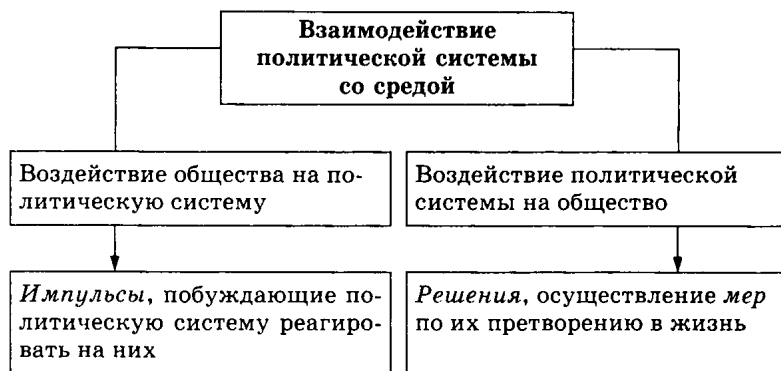 Взаимодействие
политической системы
со средой
Воздействие общества на по-
литическую систему
Воздействие политической
системы на общество
Импульсы, побуждающие по-
литическую систему реагиро-
вать на них
Решения, осуществление мер
по их претворению в жизнь